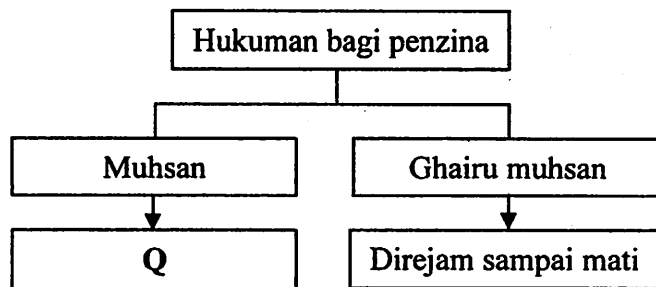 Hukuman bagi penzina
Muhsan
Ghairu muhsan
Q
Direjam sampai mati